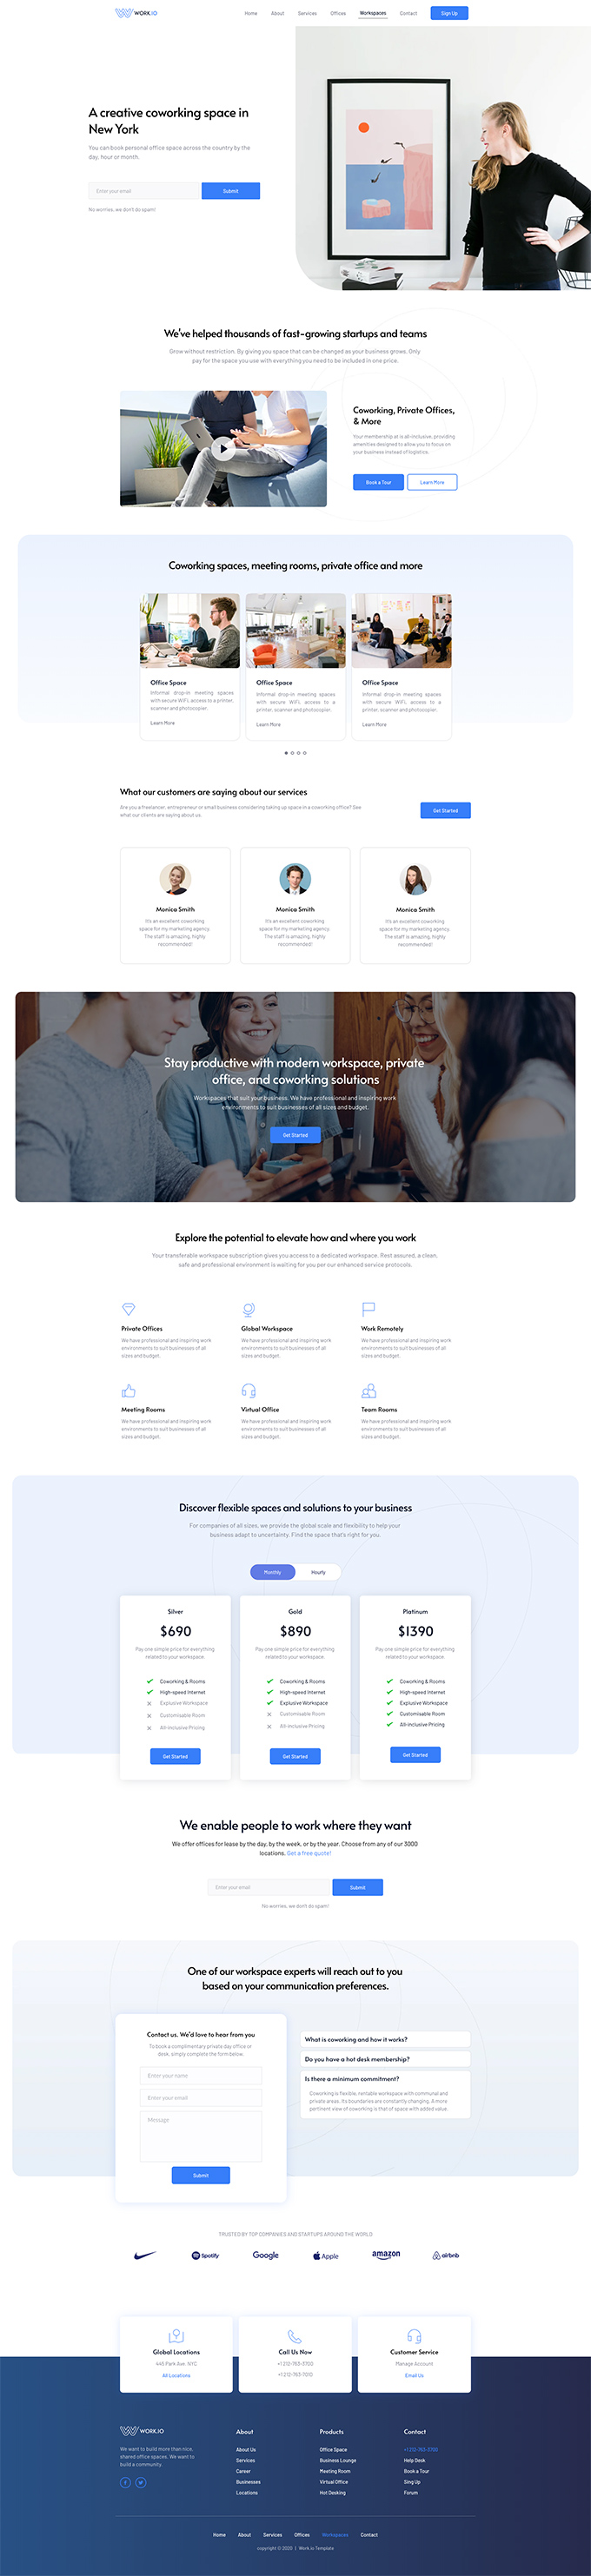 WORK.IO
Home About Services Offices Workspaces Contact Sign Up
A creative coworking space in
New York
You can book personal office space across the country by the
day, hour or month.
Enter your email Submit
No worries, we don't do spam!
We've helped thousands of fast-growing startups and teams
Grow without restriction. By giving you space that can be changed as your business grows. Only
pay for the space you use with everything you need to be included in one price.
Coworking, Private Offices,
& More
Your membership at is all-inclusive, providing
amenities designed to allow you to focus on
your business instead of logistics.
Book a Tour Learn More
Coworking spaces, meeting rooms, private office and more
Office Space
Informal drop-in meeting spaces
with secure WiFi, access to a printer,
scanner and photocopier.
Learn More
Office Space
Informal drop-in meeting spaces
with secure WiFi, access to a
printer, scanner and photocopier.
Learn More
Office Space
Informal drop-in meeting spaces
with secure WiFi, access to a
printer, scanner and photocopier.
Learn More
What our customers are saying about our services
Are you a freelancer, entrepreneur or small business considering taking up space in a coworking office? See
what our clients are saying about us.
Get Started
Monica Smith
It's an excellent coworking
space for my marketing agency.
The staff is amazing, highly
recommended!
Monica Smith
It's an excellent coworking
space for my marketing agency.
The staff is amazing, highly
recommended!
Monica Smith
It's an excellent coworking
space for my marketing agency.
The staff is amazing, highly
recommended!
Stay productive with modern workspace, private
office, and coworking solutions
Workspaces that suit your business. We have professional and inspiring work
environments to suit businesses of all sizes and budget.
Get Started
Explore the potential to elevate how and where you work
Your transferable workspace subscription gives you access to a dedicated workspace. Rest assured, a clean,
safe and professional environment is waiting for you per our enhanced service protocols.
Private Offices
We have professional and inspiring work
environments to suit businesses of all
sizes and budget.
Global Workspace
We have professional and inspiring work
environments to suit businesses of all
sizes and budget.
Work Remotely
We have professional and inspiring work
environments to suit businesses of all
sizes and budget.
Meeting Rooms
We have professional and inspiring work
environments to suit businesses of all
sizes and budget.
Virtual Office
We have professional and inspiring work
environments to suit businesses of all
sizes and budget.
Team Rooms
We have professional and inspiring work
environments to suit businesses of all
sizes and budget.
Discover flexible spaces and solutions to your business
For companies of all sizes, we provide the global scale and flexibility to help your
business adapt to uncertainty. Find the space that's right for you.
Monthly Hourly
Silver
$690
Pay one simple price for everything
related to your workspace.
Coworking & Rooms
High-speed Internet
Explusive Workspace
Customisable Room
All-inclusive Pricing
Get Started
Gold
$890
Pay one simple price for everything
related to your workspace.
Coworking & Rooms
High-speed Internet
Explusive Workspace
Customisable Room
All-inclusive Pricing
Get Started
Platinum
$1390
Pay one simple price for everything
related to your workspace.
Coworking & Rooms
High-speed Internet
Explusive Workspace
Customisable Room
All-inclusive Pricing
Get Started
We enable people to work where they want
We offer offices for lease by the day, by the week, or by the year. Choose from any of our 3000
locations. Get a free quote!
Enter your email Submit
No worries, we don't do spam!
One of our workspace experts will reach out to you
based on your communication preferences.
Contact us. We'd love to hear from you
To book a complimentary private day office or
desk, simply complete the form below.
Enter your name
Enter your email
Message
Submit
What is coworking and how it works?
Do you have a hot desk membership?
Is there a minimum commitment?
Coworking is flexible, rentable workspace with communal and
private areas. Its boundaries are constantly changing. A more
pertinent view of coworking is that of space with added value.
TRUSTED BY TOP COMPANIES AND STARTUPS AROUND THE WORLD
Spotify Google Apple amazon airbnb
Global Locations
445 Park Ave. NYC
All Locations
Call Us Now
+1 212-763-3700
+1 212-763-7010
Customer Service
Manage Account
Email Us
WORK.IO
We want to build more than nice,
shared office spaces. We want to
build a community.
About
About Us
Services
Career
Businesses
Locations
Products
Office Space
Business Lounge
Meeting Room
Virtual Office
Hot Desking
Contact
+1 212-763-3700
Help Desk
Book a Tour
Sing Up
Forum
Home About Services Offices Workspaces Contact
copyright © 2020 | Work.io Template